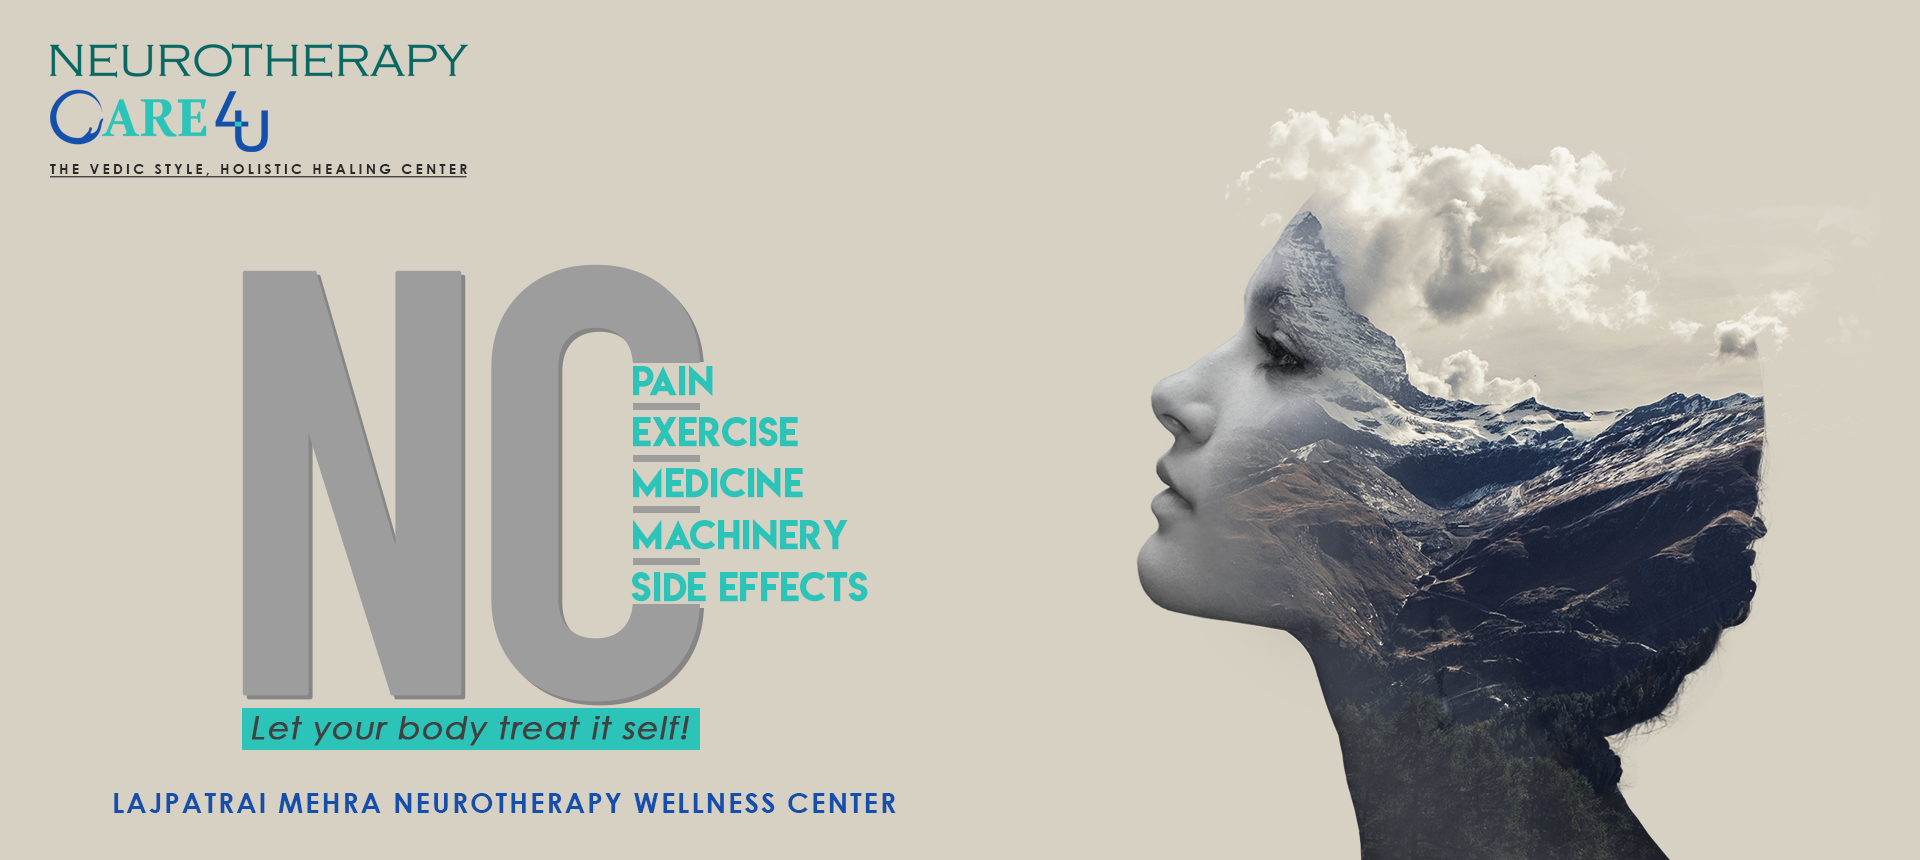 NEUROTHERAPY
CARE 4U
THE VEDIC STYLE, HOLISTIC HEALING CENTER
NO
PAIN
EXERCISE
MEDICINE
MACHINERY
SIDE EFFECTS
Let your body treat it self!
LAJPATRAI MEHRA NEUROTHERAPY WELLNESS CENTER